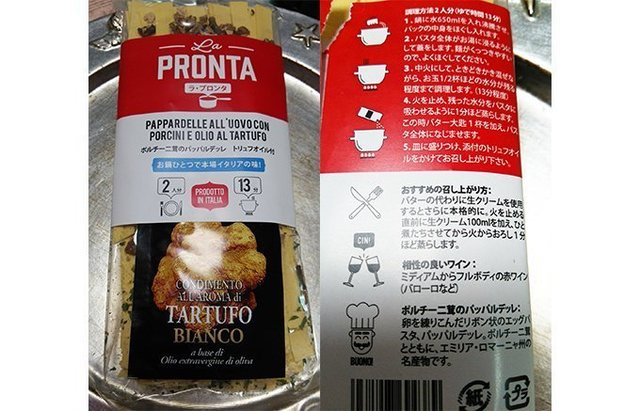 La
PRONTA
ラ・プロンタ
PAPPARDELLE ALL'UOVO CON
PORCINI E OLIO AL TARTUFO
ポルチーニ茸のパッパルデッレ トリュフオイル付
お鍋ひとつで本場イタリアの味!
2 人分
PRODOTTO
IN ITALIA
13 分
CONDIMENTO
ALL'AROMA di
TARTUFO
BIANCO
a base di
Olio extravergine di oliva
調理方法2人分(ゆで時間13分)
1. 鍋に水650mlを入れ沸騰させ、
パックの中身をほぐし入れます。
2. パスタ全体がお湯に浸るように
して蓋をします。麺がくっつきやすい
ので、よくほぐしてください。
3. 中火にして、ときどきかき混ぜな
がら、お玉1/2杯ほどの水分が残る
程度まで調理します。(13分程度)
4. 火を止め、残った水分をパスタに
吸わせるように1分ほど蒸らします。
この時バター大匙1杯を加え、パス
タ全体になじませます。
5. 皿に盛りつけ、添付のトリュフオイ
ルをかけてお召し上がり下さい。
おすすめの召し上がり方:
バターの代わりに生クリームを使用
するとさらに本格的に。火を止める
直前に生クリーム100mlを加え、ひと
煮たちさせてから火からおろし1分
ほど蒸らします。
CIN!
相性の良いワイン:
ミディアムからフルボディの赤ワイン
(バローロなど)
ポルチーニ茸のパッパルデッレ:
卵を練りこんだリボン状のエッグパ
スタ、パッパルデッレ。ポルチーニ茸
とともに、エミリア・ロマーニャ州の
名産物です。
BUONO!
紙
プラ